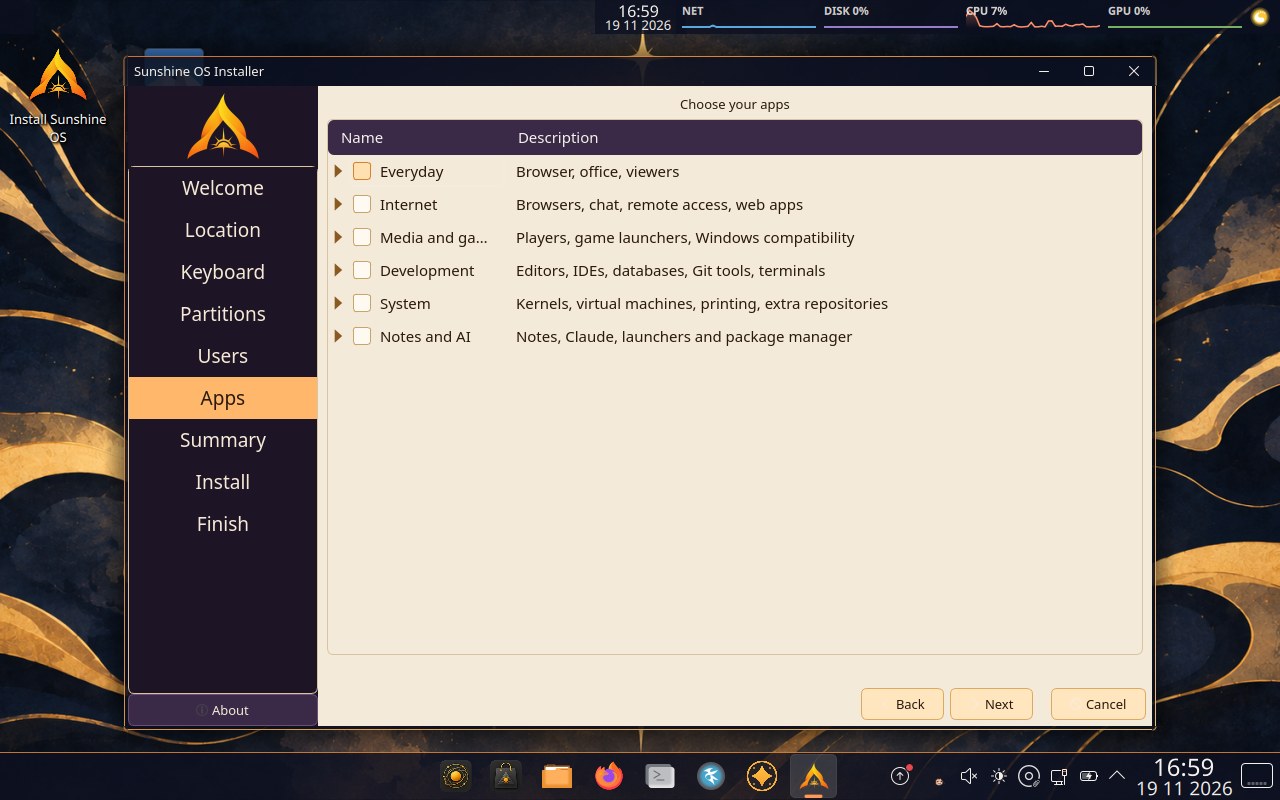 16:59
19 11 2026
NET
DISK 0%
CPU 7%
GPU 0%
Install Sunshine
OS
Sunshine OS Installer
Choose your apps
Name
Description
Everyday
Browser, office, viewers
Internet
Browsers, chat, remote access, web apps
Media and ga...
Players, game launchers, Windows compatibility
Development
Editors, IDEs, databases, Git tools, terminals
System
Kernels, virtual machines, printing, extra repositories
Notes and AI
Notes, Claude, launchers and package manager
Welcome
Location
Keyboard
Partitions
Users
Apps
Summary
Install
Finish
About
Back
Next
Cancel
16:59
19 11 2026